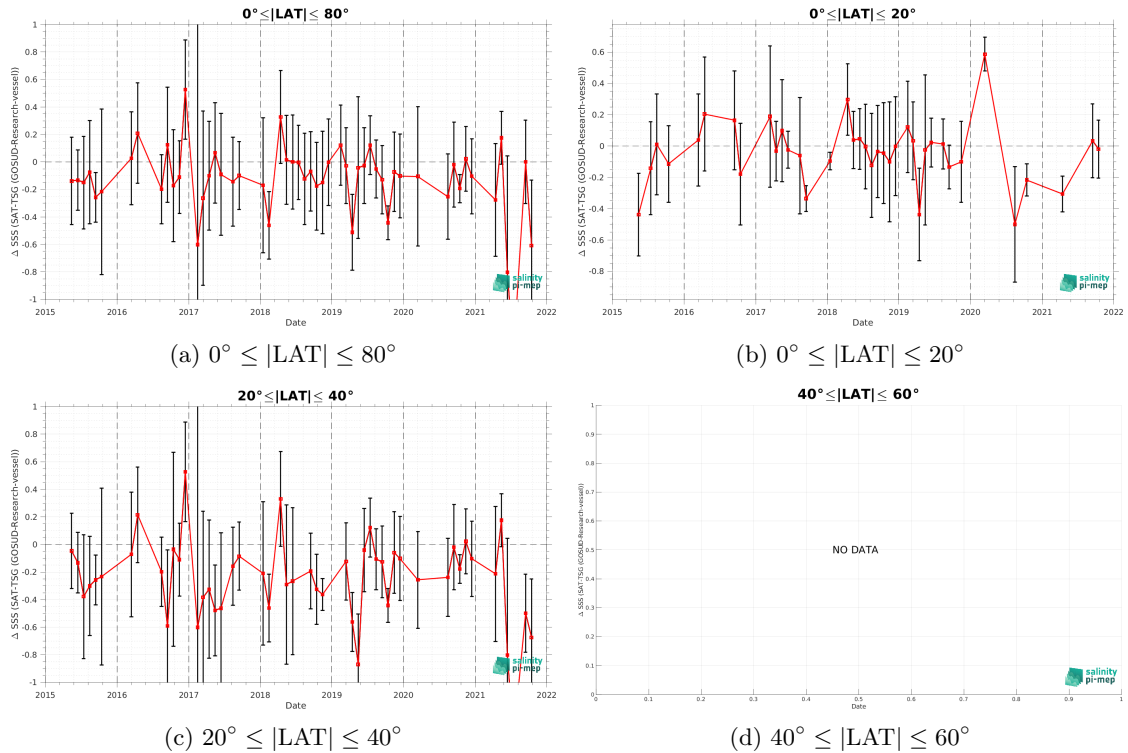 0°≤|LAT|≤ 80°
Δ SSS (SAT-TSG (GOSUD-Research-vessel))
1
0.8
0.6
0.4
0.2
0
-0.2
-0.4
-0.6
-0.8
-1
2015 2016 2017 2018 2019 2020 2021 2022
Date
salinity
pi-mep
(a) 0° ≤ |LAT| ≤ 80°
0°≤|LAT|≤ 20°
Δ SSS (SAT-TSG (GOSUD-Research-vessel))
0.6
0.4
0.2
0
-0.2
-0.4
-0.6
-0.8
2015 2016 2017 2018 2019 2020 2021 2022
Date
salinity
pi-mep
(b) 0° ≤ |LAT| ≤ 20°
20°≤|LAT|≤ 40°
Δ SSS (SAT-TSG (GOSUD-Research-vessel))
1
0.8
0.6
0.4
0.2
0
-0.2
-0.4
-0.6
-0.8
-1
2015 2016 2017 2018 2019 2020 2021 2022
Date
salinity
pi-mep
(c) 20° ≤ |LAT| ≤ 40°
40°≤|LAT|≤ 60°
Δ SSS (SAT-TSG (GOSUD-Research-vessel))
1
0.9
0.8
0.7
0.6
0.5
0.4
0.3
0.2
0.1
0
NO DATA
0 0.1 0.2 0.3 0.4 0.5 0.6 0.7 0.8 0.9 1
Date
salinity
pi-mep
(d) 40° ≤ |LAT| ≤ 60°